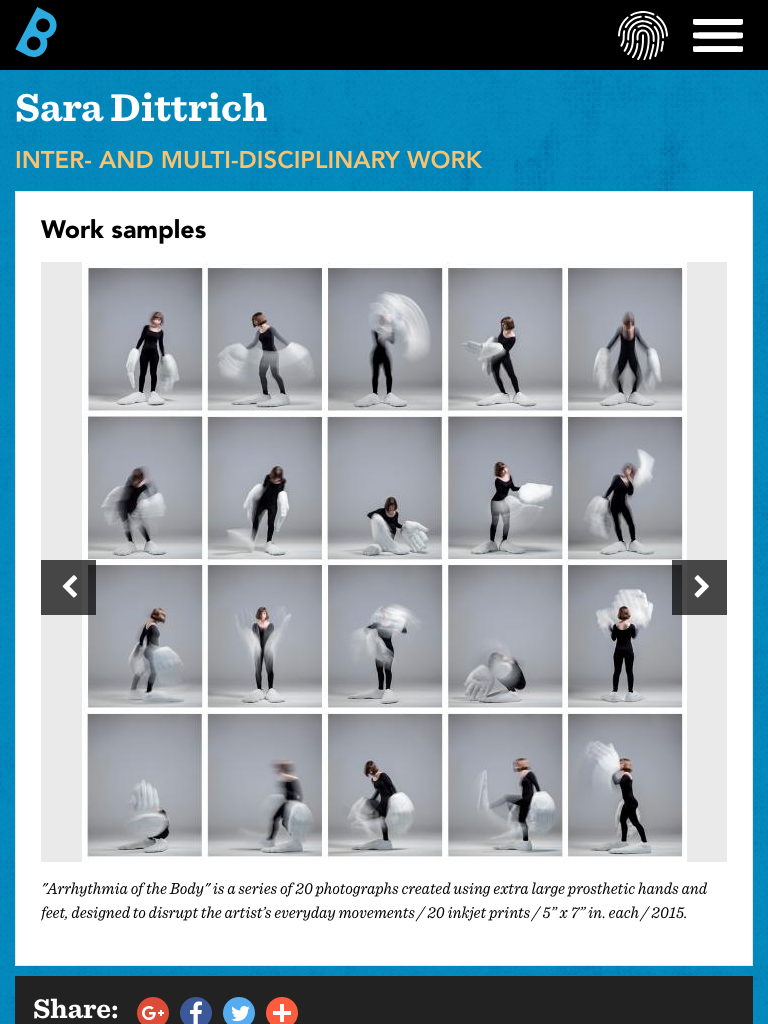 B
Sara Dittrich
INTER- AND MULTI-DISCIPLINARY WORK
Work samples
"Arrhythmia of the Body" is a series of 20 photographs created using extra large prosthetic hands and
feet, designed to disrupt the artist's everyday movements / 20 inkjet prints / 5” x 7” in. each / 2015.
Share: G+ f